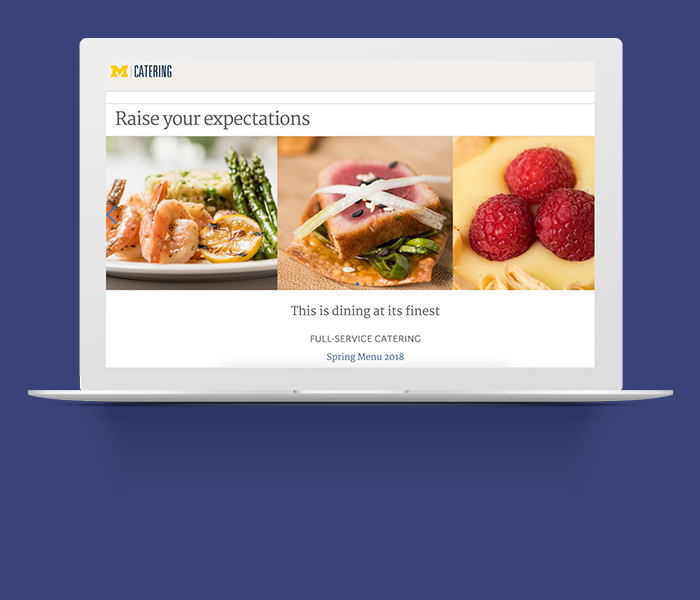 M | CATERING
Raise your expectations
This is dining at its finest
FULL-SERVICE CATERING
Spring Menu 2018